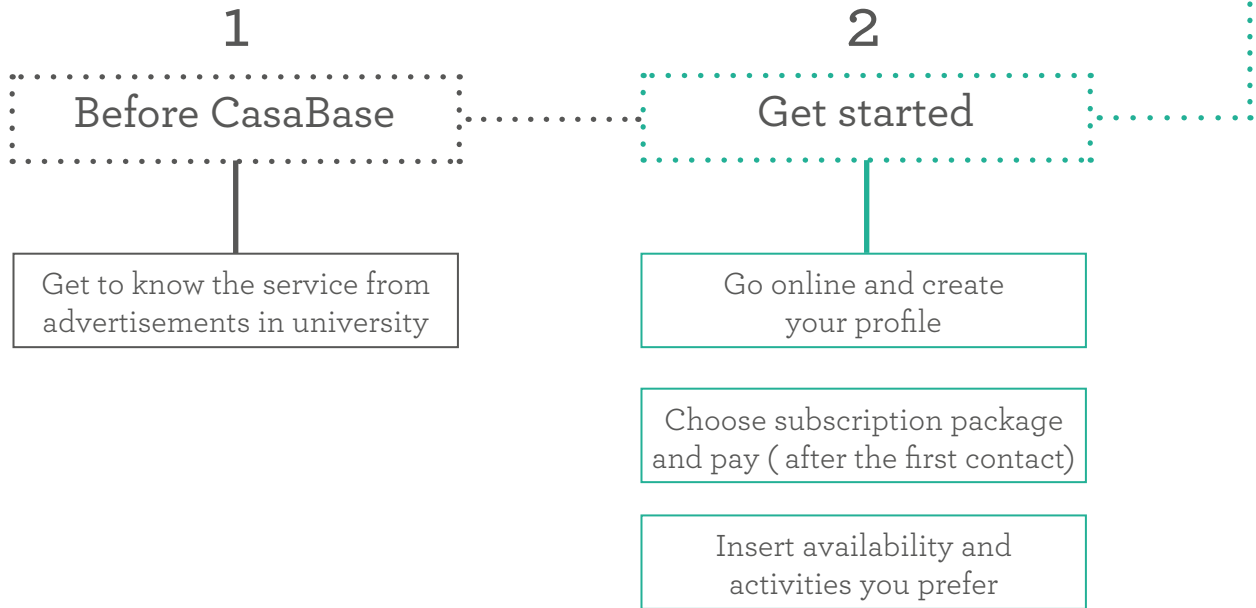 1
Before CasaBase
Get to know the service from
advertisements in university
2
Get started
Go online and create
your profile
Choose subscription package
and pay ( after the first contact)
Insert availability and
activities you prefer